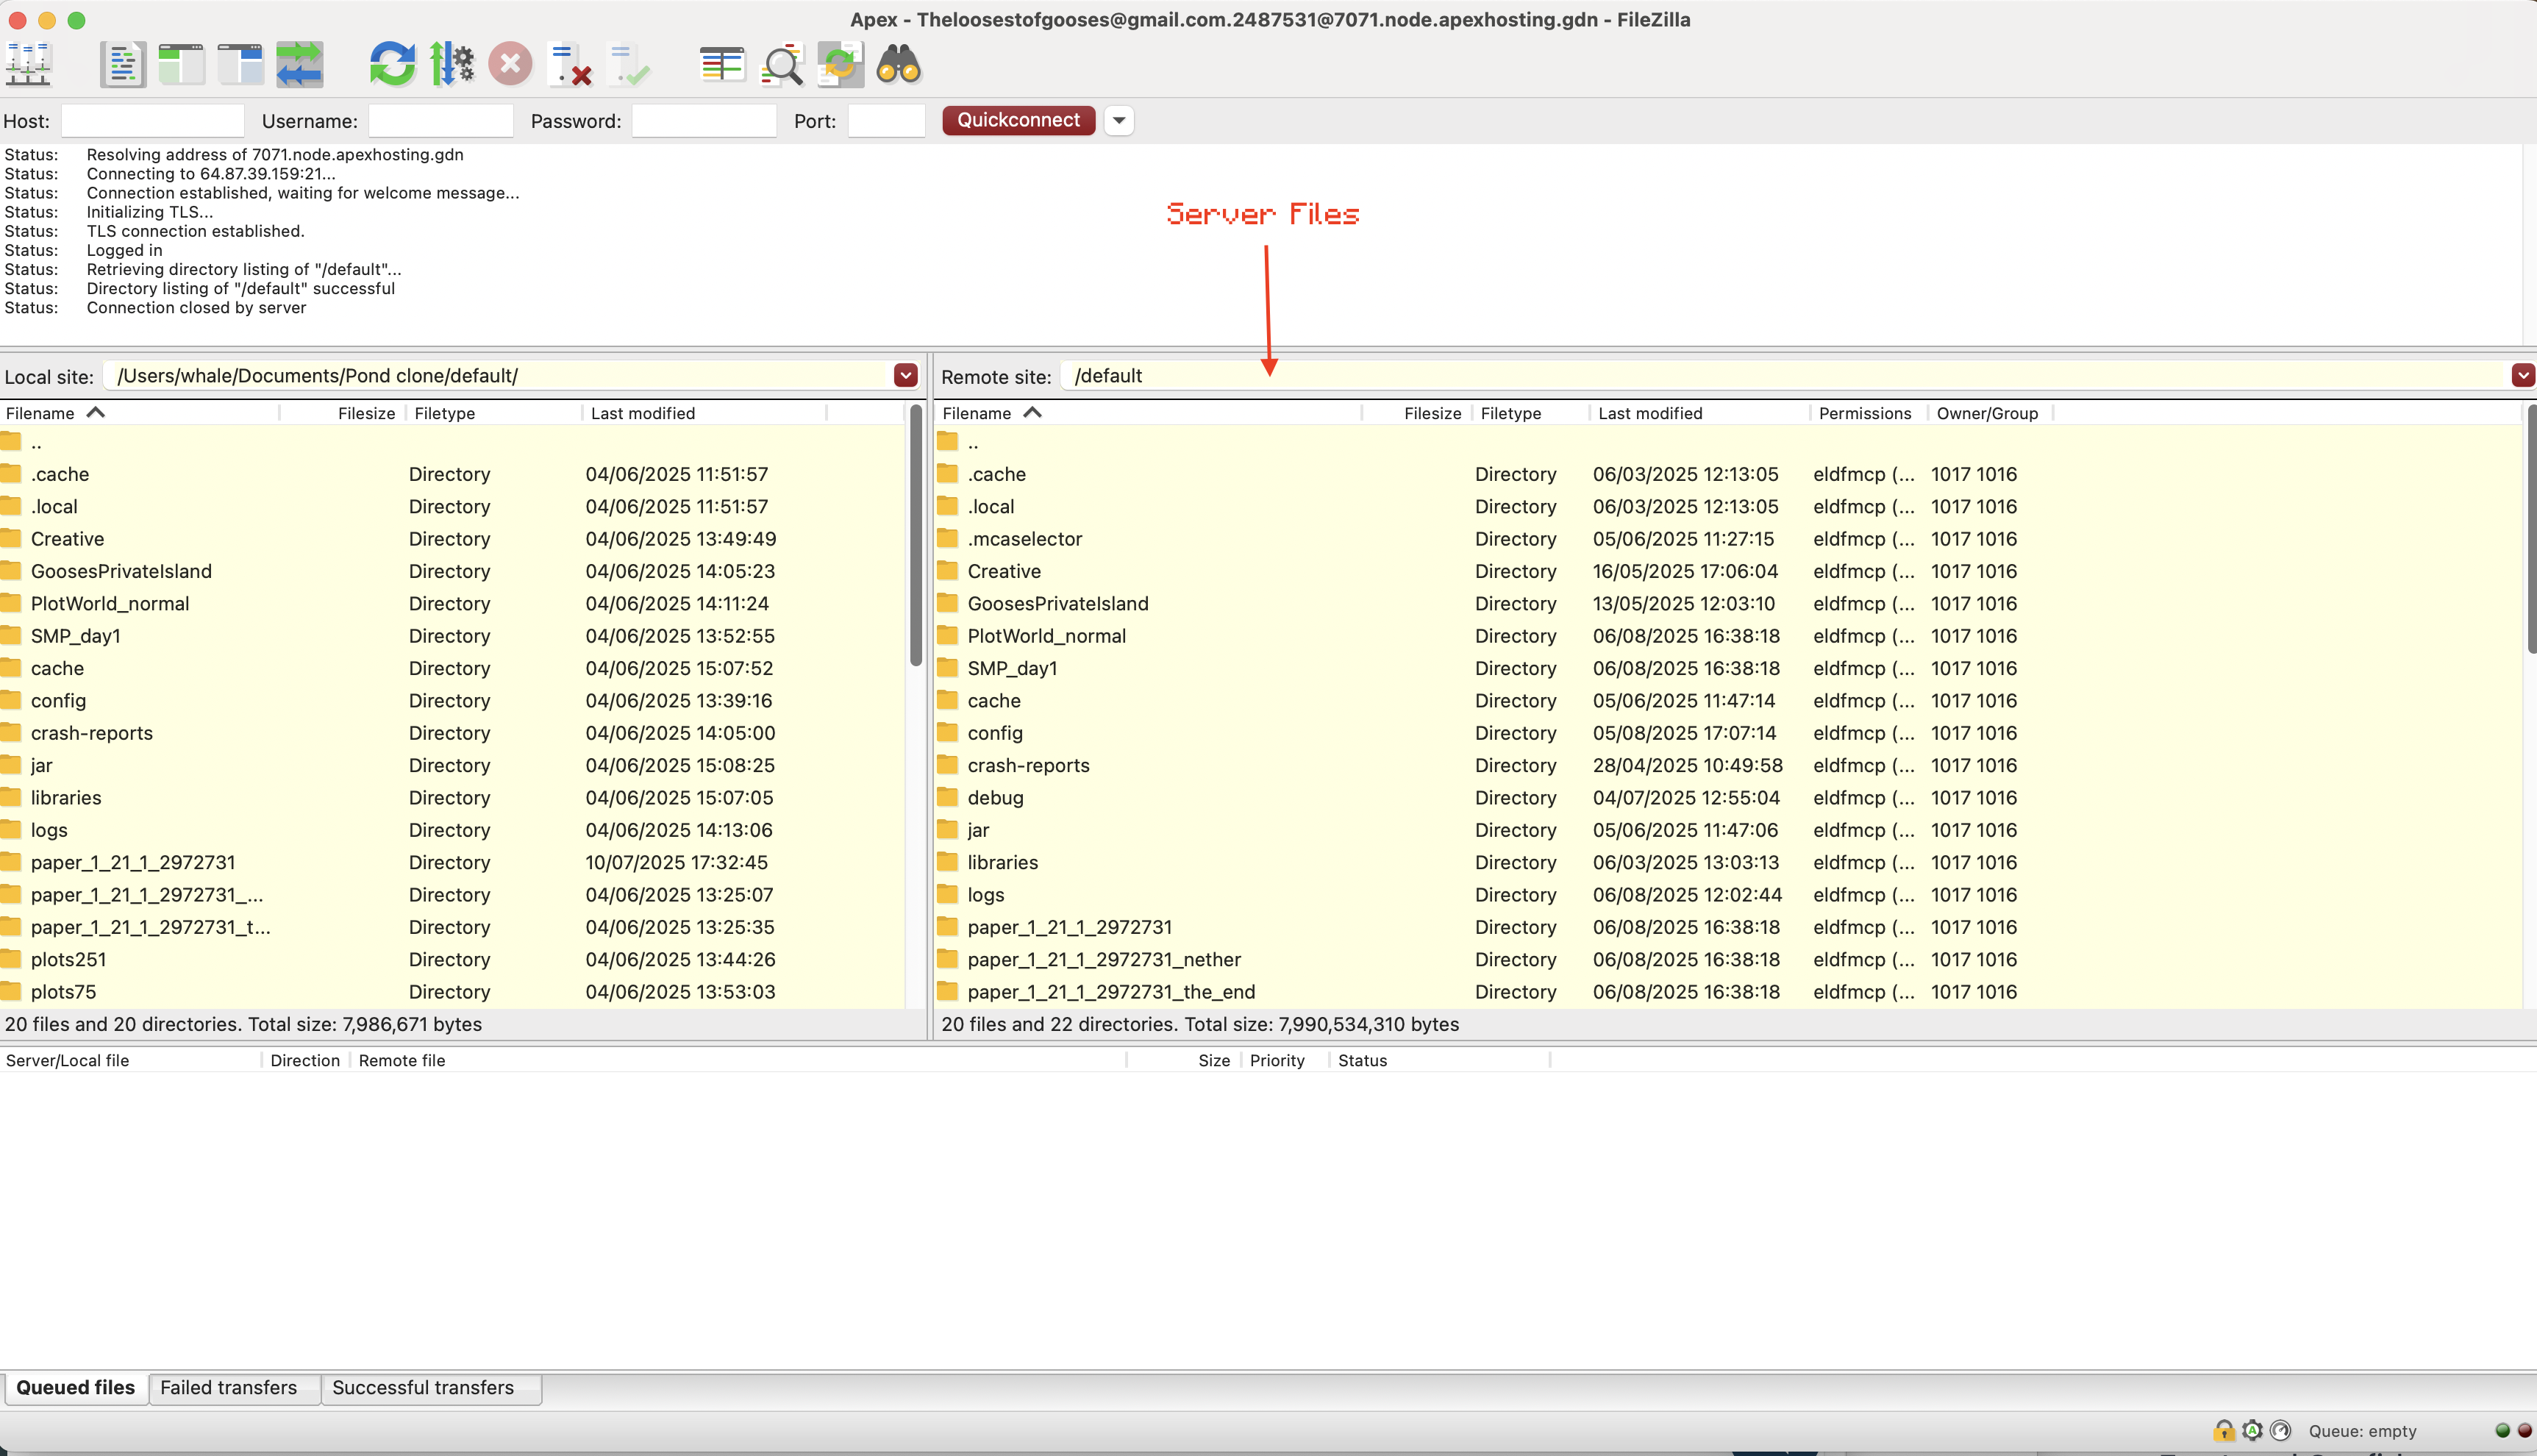 Apex - Theloosestofgooses@gmail.com.2487531@7071.node.apexhosting.gdn - FileZilla
Host: Username: Password: Port: Quickconnect
Status: Resolving address of 7071.node.apexhosting.gdn
Status: Connecting to 64.87.39.159:21...
Status: Connection established, waiting for welcome message...
Status: Initializing TLS...
Status: TLS connection established.
Status: Logged in
Status: Retrieving directory listing of "/default"...
Status: Directory listing of "/default" successful
Status: Connection closed by server
Server Files
Local site: /Users/whale/Documents/Pond clone/default/
Filename Filesize Filetype Last modified
..
.cache Directory 04/06/2025 11:51:57
.local Directory 04/06/2025 11:51:57
Creative Directory 04/06/2025 13:49:49
GoosesPrivateIsland Directory 04/06/2025 14:05:23
PlotWorld_normal Directory 04/06/2025 14:11:24
SMP_day1 Directory 04/06/2025 13:52:55
cache Directory 04/06/2025 15:07:52
config Directory 04/06/2025 13:39:16
crash-reports Directory 04/06/2025 14:05:00
jar Directory 04/06/2025 15:08:25
libraries Directory 04/06/2025 15:07:05
logs Directory 04/06/2025 14:13:06
paper_1_21_1_2972731 Directory 10/07/2025 17:32:45
paper_1_21_1_2972731_... Directory 04/06/2025 13:25:07
paper_1_21_1_2972731_t... Directory 04/06/2025 13:25:35
plots251 Directory 04/06/2025 13:44:26
plots75 Directory 04/06/2025 13:53:03
20 files and 20 directories. Total size: 7,986,671 bytes
Remote site: /default
Filename Filesize Filetype Last modified Permissions Owner/Group
..
.cache Directory 06/03/2025 12:13:05 eldfmcp (... 1017 1016
.local Directory 06/03/2025 12:13:05 eldfmcp (... 1017 1016
.mcaselector Directory 05/06/2025 11:27:15 eldfmcp (... 1017 1016
Creative Directory 16/05/2025 17:06:04 eldfmcp (... 1017 1016
GoosesPrivateIsland Directory 13/05/2025 12:03:10 eldfmcp (... 1017 1016
PlotWorld_normal Directory 06/08/2025 16:38:18 eldfmcp (... 1017 1016
SMP_day1 Directory 06/08/2025 16:38:18 eldfmcp (... 1017 1016
cache Directory 05/06/2025 11:47:14 eldfmcp (... 1017 1016
config Directory 05/08/2025 17:07:14 eldfmcp (... 1017 1016
crash-reports Directory 28/04/2025 10:49:58 eldfmcp (... 1017 1016
debug Directory 04/07/2025 12:55:04 eldfmcp (... 1017 1016
jar Directory 05/06/2025 11:47:06 eldfmcp (... 1017 1016
libraries Directory 06/03/2025 13:03:13 eldfmcp (... 1017 1016
logs Directory 06/08/2025 12:02:44 eldfmcp (... 1017 1016
paper_1_21_1_2972731 Directory 06/08/2025 16:38:18 eldfmcp (... 1017 1016
paper_1_21_1_2972731_nether Directory 06/08/2025 16:38:18 eldfmcp (... 1017 1016
paper_1_21_1_2972731_the_end Directory 06/08/2025 16:38:18 eldfmcp (... 1017 1016
20 files and 22 directories. Total size: 7,990,534,310 bytes
Server/Local file Direction Remote file Size Priority Status
Queued files Failed transfers Successful transfers
Queue: empty